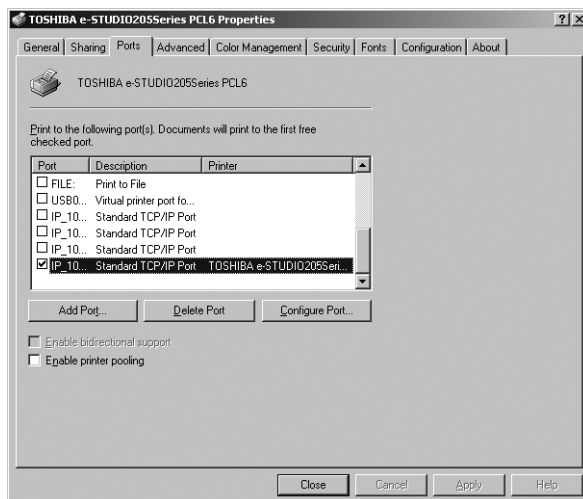 TOSHIBA e-STUDIO205Series PCL6 Properties
General Sharing Ports Advanced Color Management Security Fonts Configuration About
TOSHIBA e-STUDIO205Series PCL6
Print to the following port(s). Documents will print to the first free
checked port.
Port Description Printer
FILE: Print to File
USB0... Virtual printer port fo...
IP_10... Standard TCP/IP Port
IP_10... Standard TCP/IP Port
IP_10... Standard TCP/IP Port
IP_10... Standard TCP/IP Port TOSHIBA e-STUDIO205Seri...
Add Port... Delete Port Configure Port...
Enable bidirectional support
Enable printer pooling
Close Cancel Apply Help